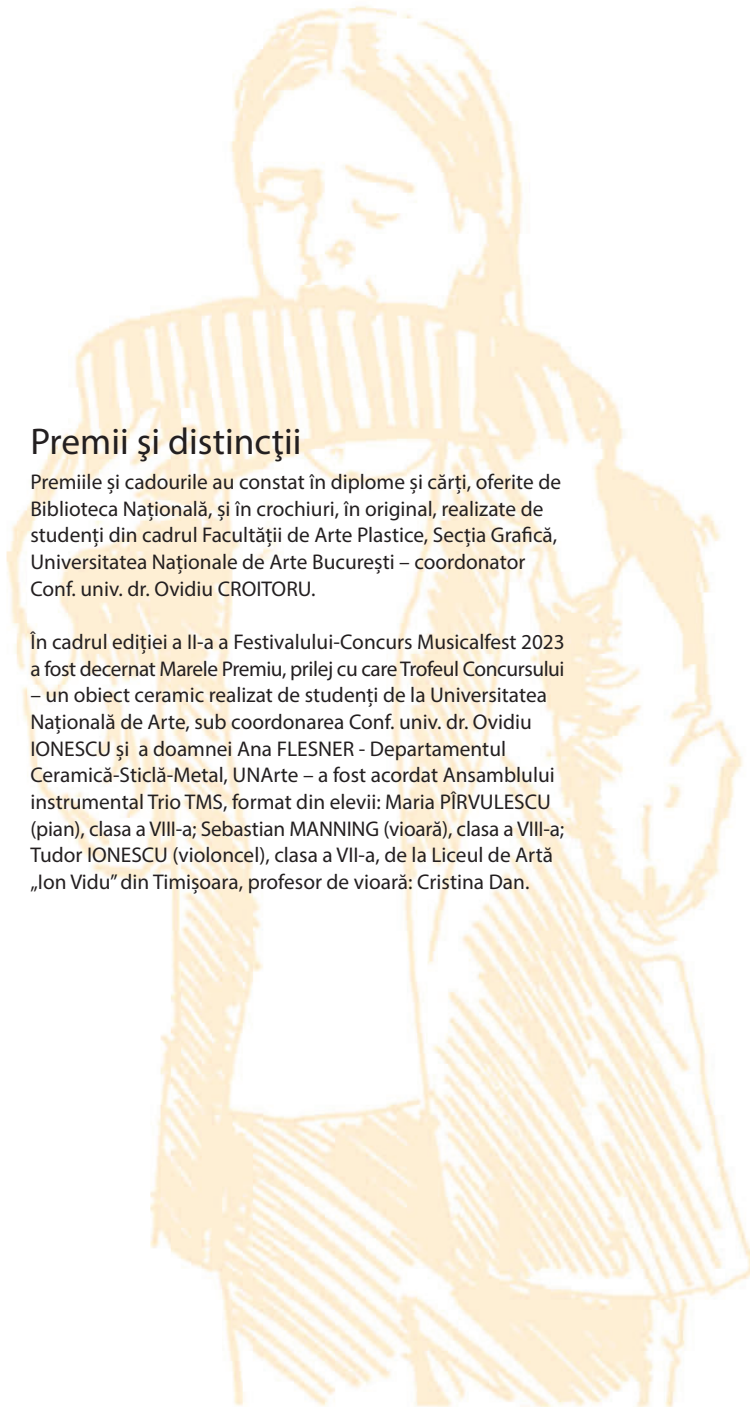 Premii şi distincţii
Premiile și cadourile au constat în diplome și cărți, oferite de
Biblioteca Națională, și în crochiuri, în original, realizate de
studenți din cadrul Facultății de Arte Plastice, Secția Grafică,
Universitatea Naționale de Arte București – coordonator
Conf. univ. dr. Ovidiu CROITORU.
În cadrul ediției a II-a a Festivalului-Concurs Musicalfest 2023
a fost decernat Marele Premiu, prilej cu care Trofeul Concursului
– un obiect ceramic realizat de studenți de la Universitatea
Națională de Arte, sub coordonarea Conf. univ. dr. Ovidiu
IONESCU și  a doamnei Ana FLESNER - Departamentul
Ceramică-Sticlă-Metal, UNArte – a fost acordat Ansamblului
instrumental Trio TMS, format din elevii: Maria PÎRVULESCU
(pian), clasa a VIII-a; Sebastian MANNING (vioară), clasa a VIII-a;
Tudor IONESCU (violoncel), clasa a VII-a, de la Liceul de Artă
„Ion Vidu” din Timișoara, profesor de vioară: Cristina Dan.